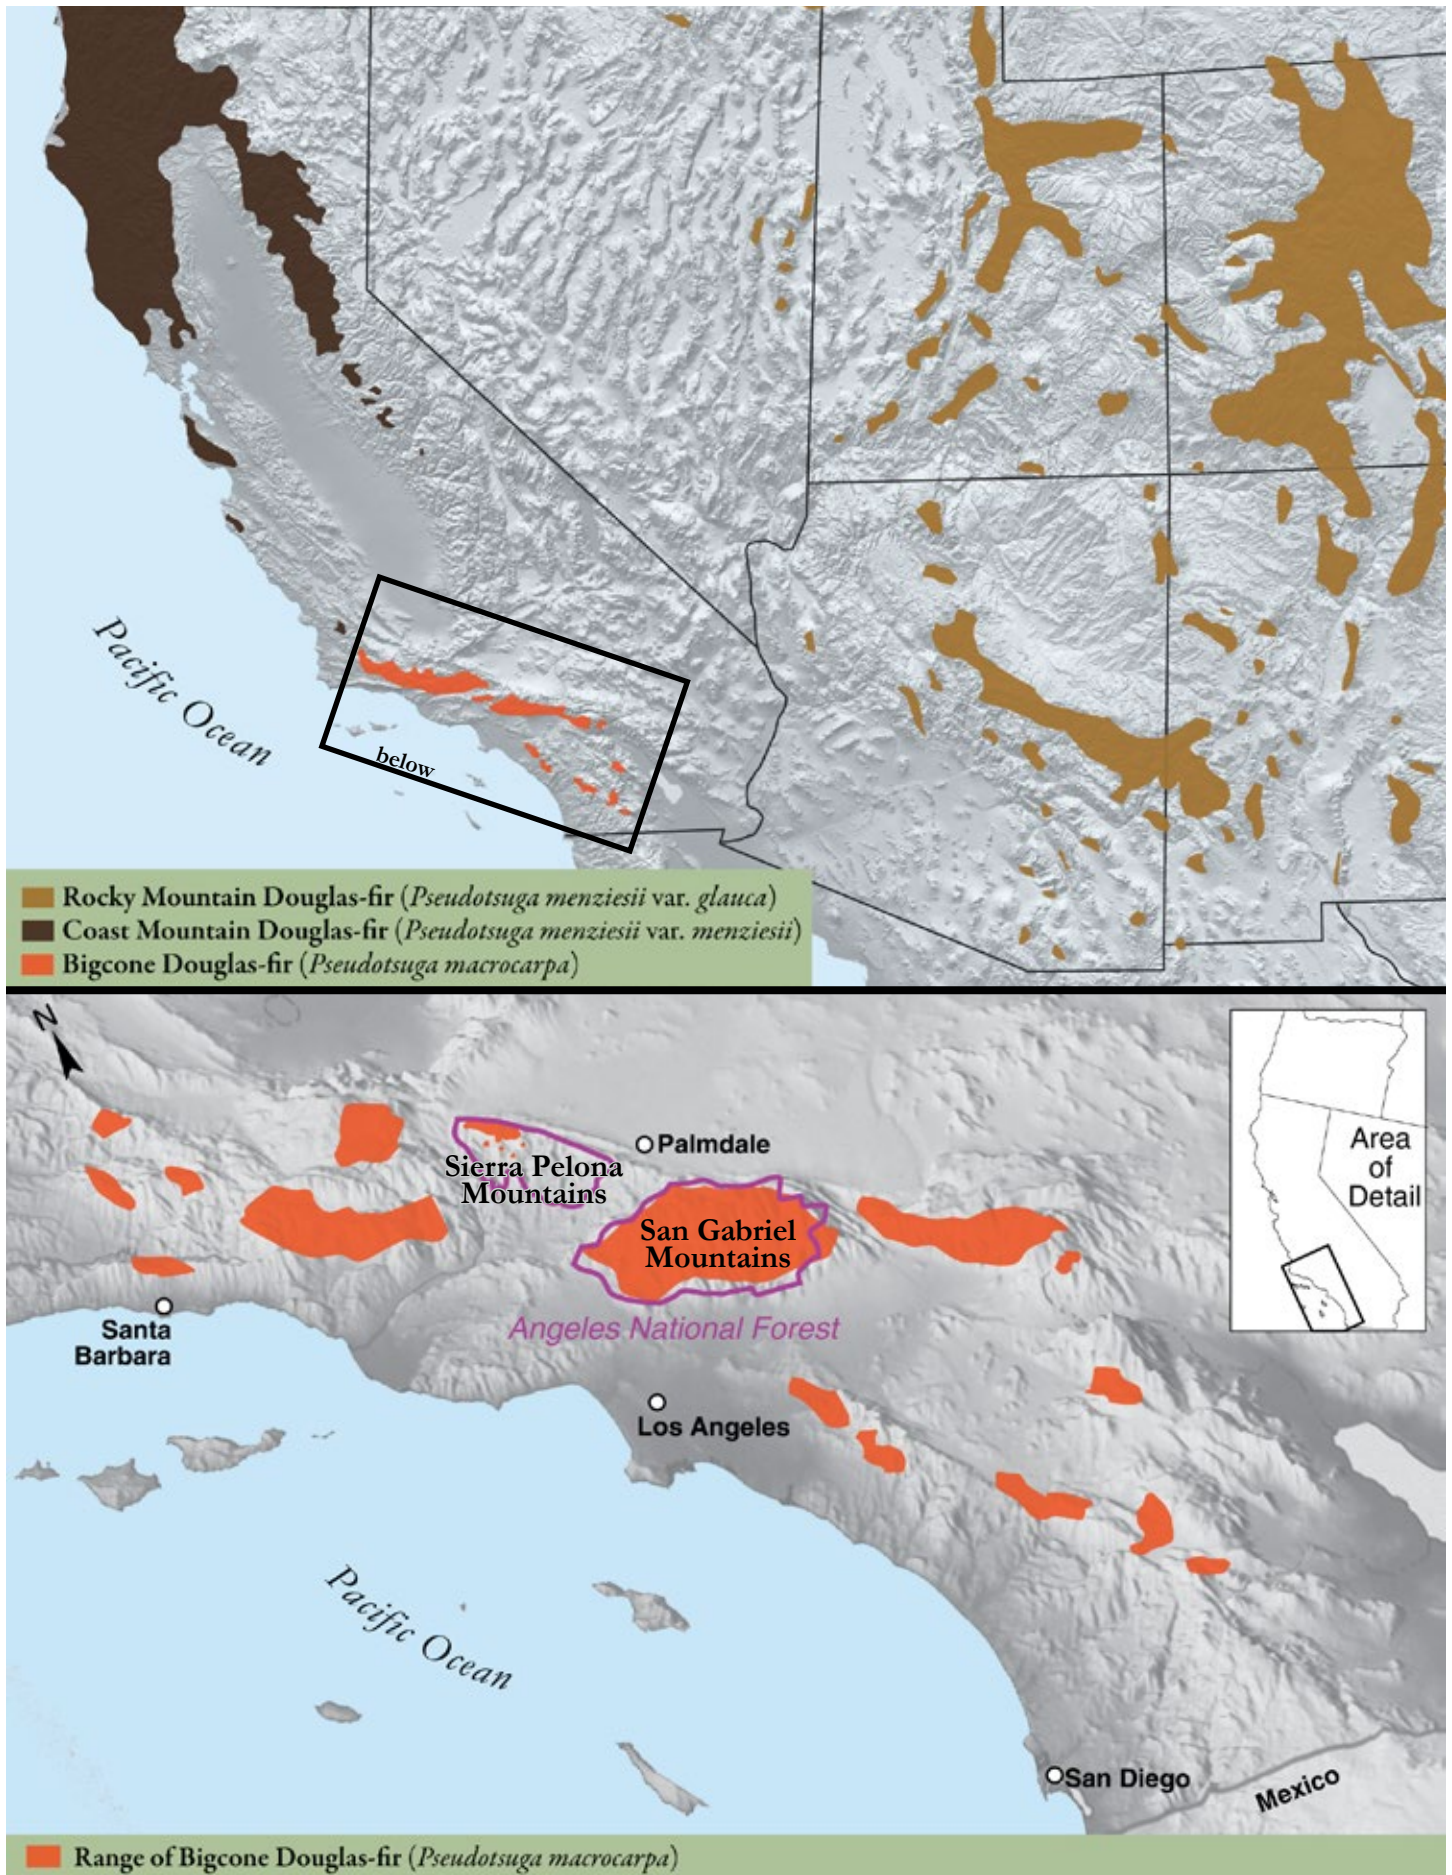 Pacific Ocean
below
Rocky Mountain Douglas-fir (Pseudotsuga menziesii var. glauca)
Coast Mountain Douglas-fir (Pseudotsuga menziesii var. menziesii)
Bigcone Douglas-fir (Pseudotsuga macrocarpa)
N
Palmdale
Sierra Pelona
Mountains
San Gabriel
Mountains
Angeles National Forest
Area
of
Detail
Santa
Barbara
Los Angeles
Pacific Ocean
San Diego
Mexico
Range of Bigcone Douglas-fir (Pseudotsuga macrocarpa)